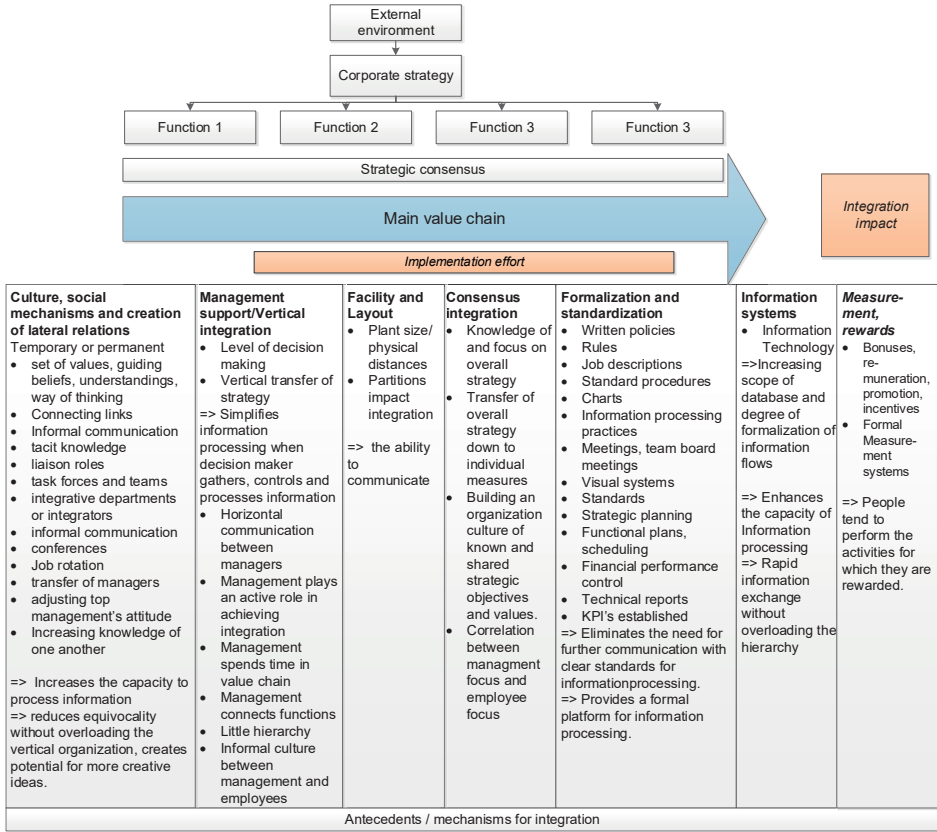 External
environment
Corporate strategy
Function 1
Function 2
Function 3
Function 3
Strategic consensus
Main value chain
Integration
impact
Implementation effort
Culture, social
mechanisms and creation
of lateral relations
Temporary or permanent
• set of values, guiding
beliefs, understandings,
way of thinking
• Connecting links
• Informal communication
• tacit knowledge
• liaison roles
• task forces and teams
• integrative departments
or integrators
• informal communication
• conferences
• Job rotation
• transfer of managers
• adjusting top
management's attitude
• Increasing knowledge of
one another
=> Increases the capacity to
process information
=> reduces equivocality
without overloading the
vertical organization, creates
potential for more creative
ideas.
Management
support/Vertical
integration
• Level of decision
making
• Vertical transfer of
strategy
=> Simplifies
information
processing when
decision maker
gathers, controls and
processes information
• Horizontal
communication
between
managers
• Management plays
an active role in
achieving
integration
• Management
spends time in
value chain
• Management
connects functions
• Little hierarchy
• Informal culture
between
management and
employees
Facility and
Layout
• Plant size/
physical
distances
• Partitions
impact
integration
=> the ability
to
communicate
Consensus
integration
• Knowledge of
and focus on
overall
strategy
• Transfer of
overall
strategy
down to
individual
measures
• Building an
organization
culture of
known and
shared
strategic
objectives
and values.
• Correlation
between
managment
focus and
employee
focus
Formalization and
standardization
• Written policies
• Rules
• Job descriptions
• Standard procedures
• Charts
• Information processing
practices
• Meetings, team board
meetings
• Visual systems
• Standards
• Strategic planning
• Functional plans,
scheduling
• Financial performance
control
• Technical reports
• KPI's established
=> Eliminates the need for
further communication with
clear standards for
informationprocessing.
=> Provides a formal
platform for information
processing.
Information
systems
• Information
Technology
=>Increasing
scope of
database and
degree of
formalization of
information
flows
=> Enhances
the capacity of
Information
processing
=> Rapid
information
exchange
without
overloading the
hierarchy
Measure-
ment,
rewards
• Bonuses,
re-
muneration,
promotion,
incentives
• Formal
Measure-
ment
systems
=> People
tend to
perform the
activities for
which they are
rewarded.
Antecedents / mechanisms for integration